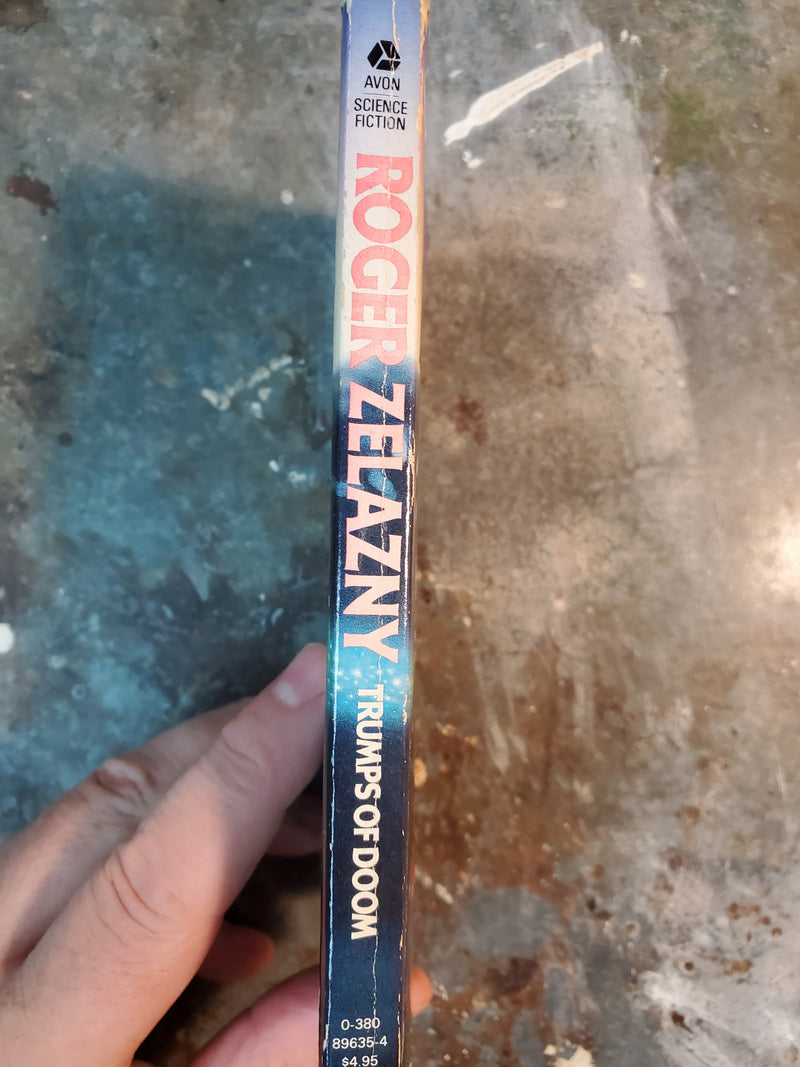 AVON
SCIENCE
FICTION
ROGER ZELAZNY
TRUMPS OF DOOM
0-380
89635-4
$4.95